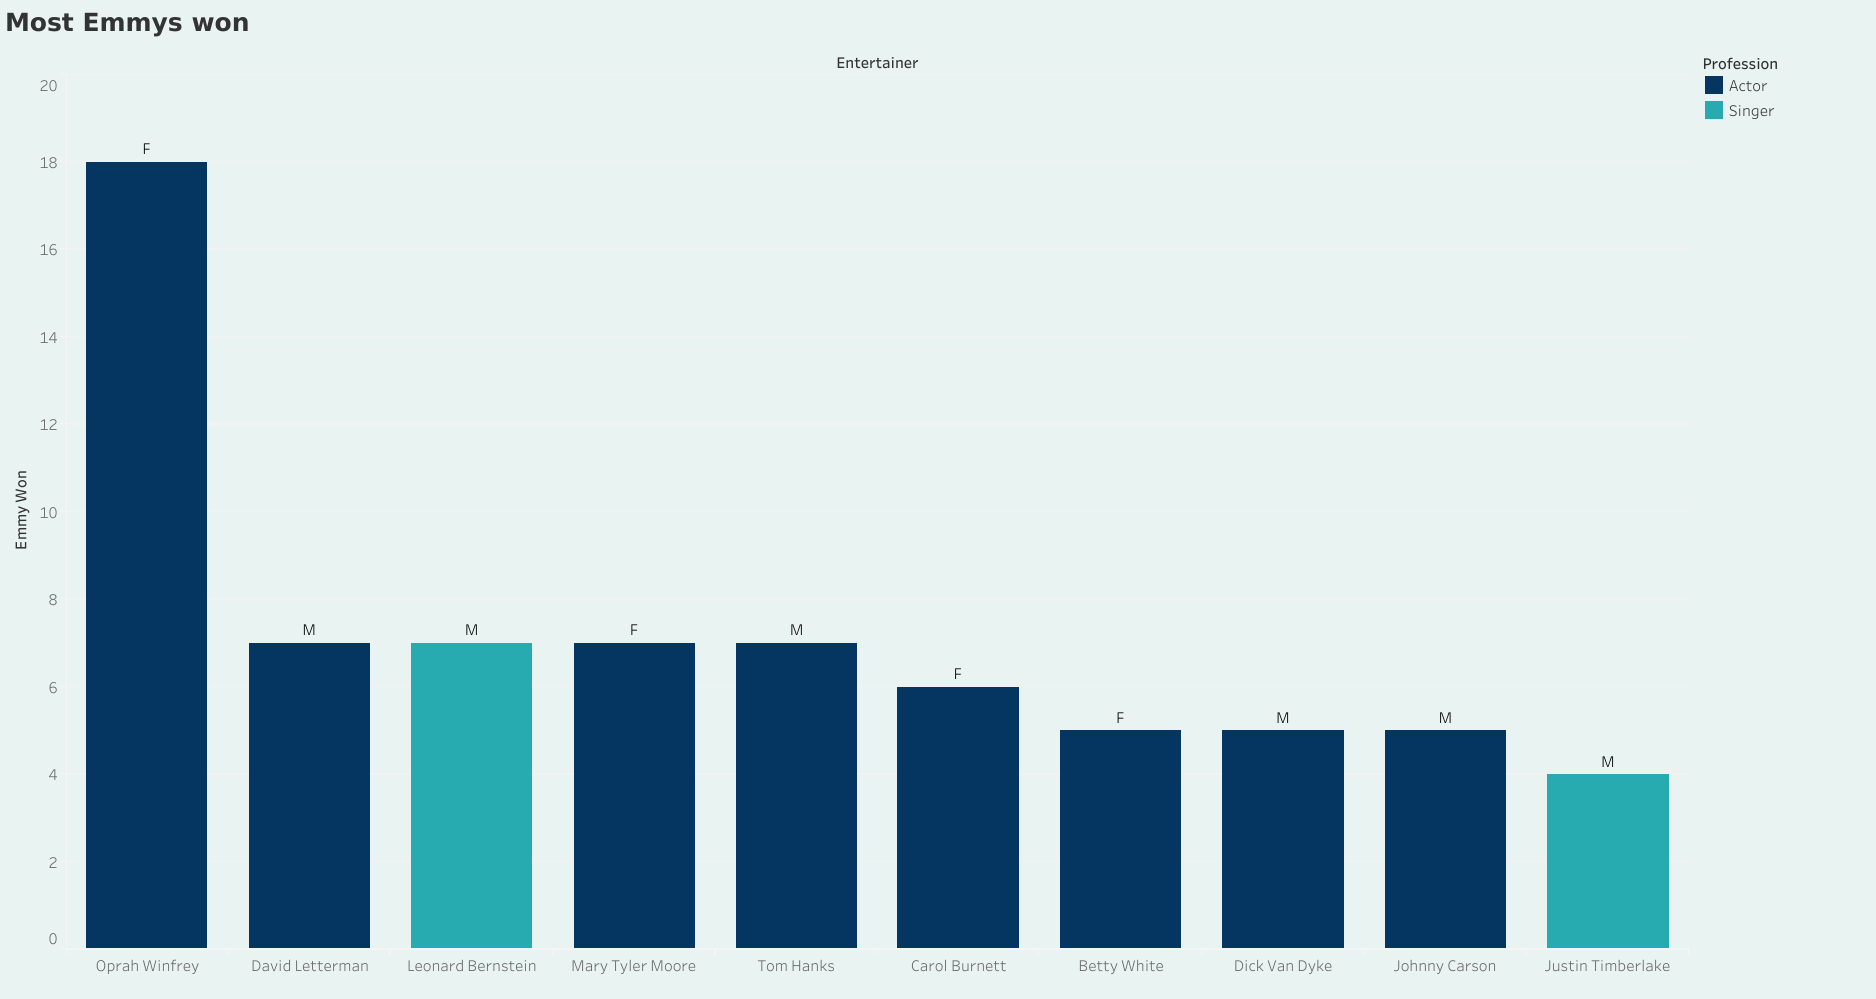 Most Emmys won
Entertainer
Profession
Actor
Singer
Emmy Won
20
18
16
14
12
10
8
6
4
2
0
F
M
M
F
M
F
F
M
M
M
Oprah Winfrey
David Letterman
Leonard Bernstein
Mary Tyler Moore
Tom Hanks
Carol Burnett
Betty White
Dick Van Dyke
Johnny Carson
Justin Timberlake